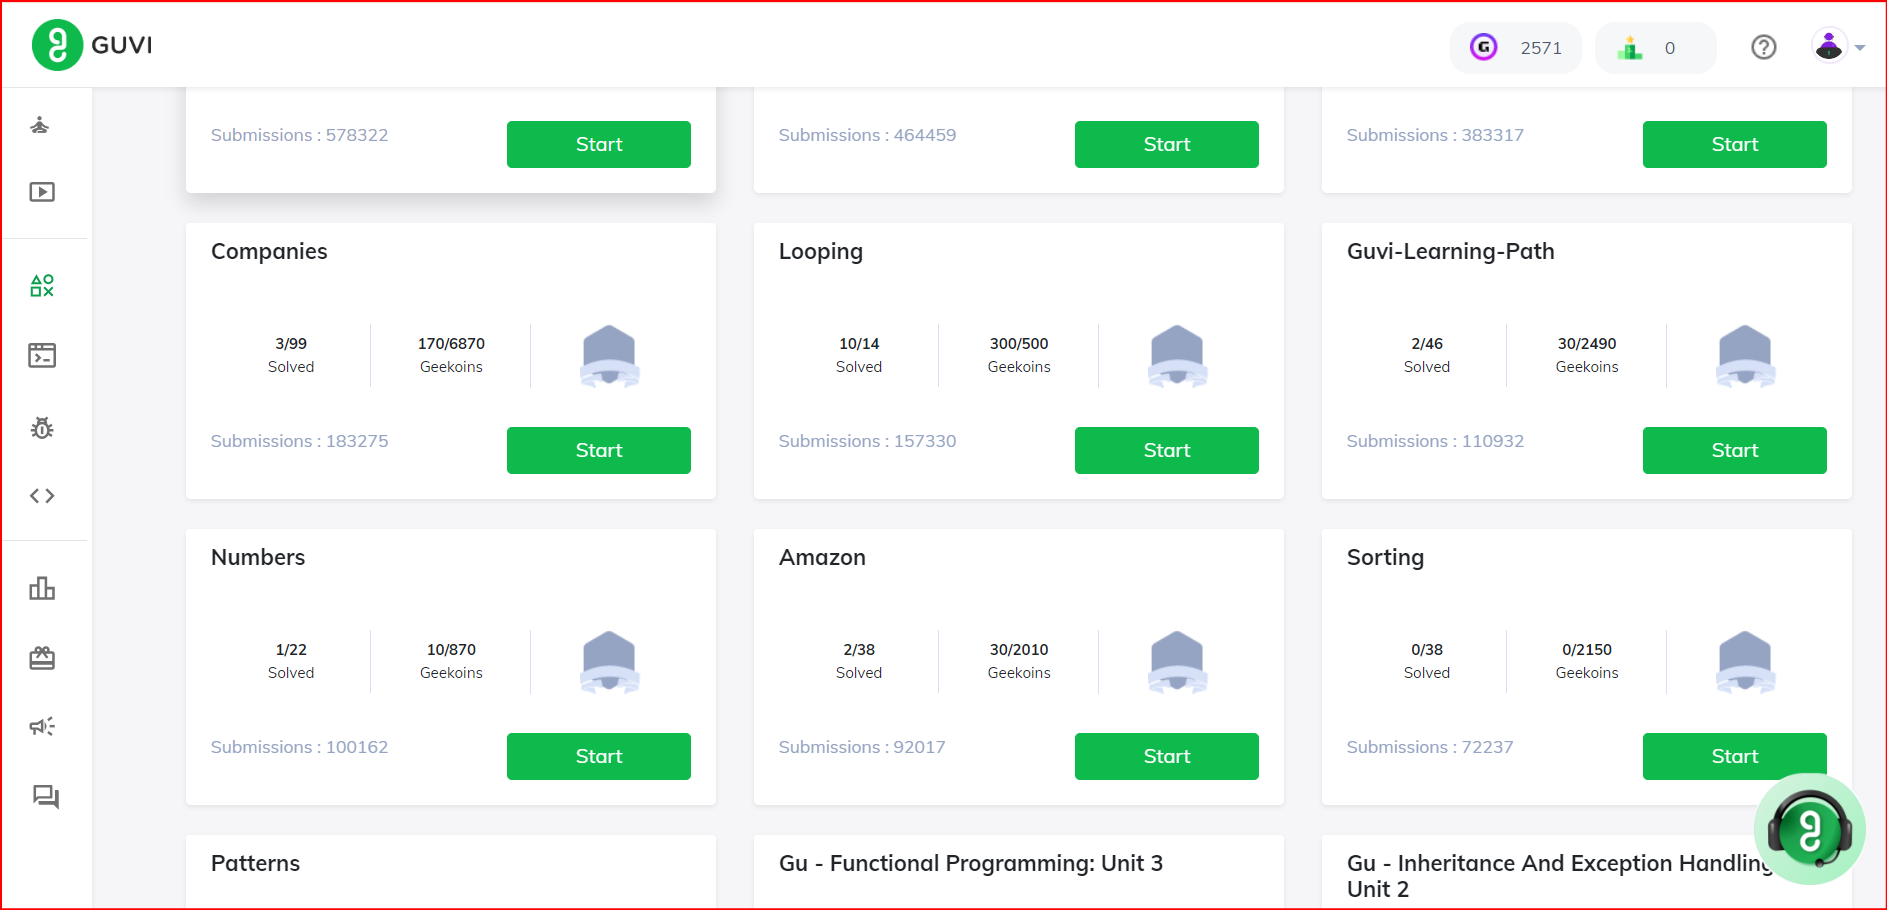 GUVI
2571
0
Submissions : 578322
Start
Submissions : 464459
Start
Submissions : 383317
Start
Companies
3/99
Solved
170/6870
Geekoins
Submissions : 183275
Start
Looping
10/14
Solved
300/500
Geekoins
Submissions : 157330
Start
Guvi-Learning-Path
2/46
Solved
30/2490
Geekoins
Submissions : 110932
Start
Numbers
1/22
Solved
10/870
Geekoins
Submissions : 100162
Start
Amazon
2/38
Solved
30/2010
Geekoins
Submissions : 92017
Start
Sorting
0/38
Solved
0/2150
Geekoins
Submissions : 72237
Start
Patterns
Gu - Functional Programming: Unit 3
Gu - Inheritance And Exception Handling
Unit 2